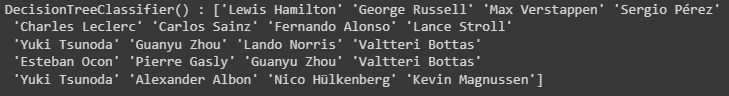 DecisionTreeClassifier() : ['Lewis Hamilton' 'George Russell' 'Max Verstappen' 'Sergio Pérez'
'Charles Leclerc' 'Carlos Sainz' 'Fernando Alonso' 'Lance Stroll'
'Yuki Tsunoda' 'Guanyu Zhou' 'Lando Norris' 'Valtteri Bottas'
'Esteban Ocon' 'Pierre Gasly' 'Guanyu Zhou' 'Valtteri Bottas'
'Yuki Tsunoda' 'Alexander Albon' 'Nico Hülkenberg' 'Kevin Magnussen']